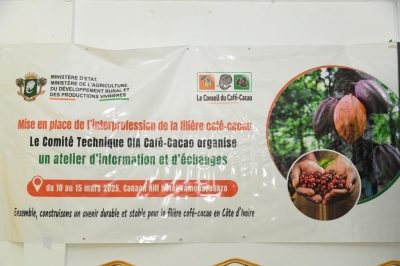 MINISTÈRE D'ETAT,
MINISTÈRE DE L'AGRICULTURE,
DU DÉVELOPPEMENT RURAL ET
DES PRODUCTIONS VIVRIÈRES
Le Conseil du Café-Cacao
Mise en place de l'interprofession de la filière café-cacao
Le Comité Technique OIA Café-Cacao organise
un atelier d'information et d'échanges
du 10 au 15 mars 2025, Canaan Hill hôtel Yamoussoukro
Ensemble, construisons un avenir durable et stable pour la filière café-cacao en Côte d'Ivoire